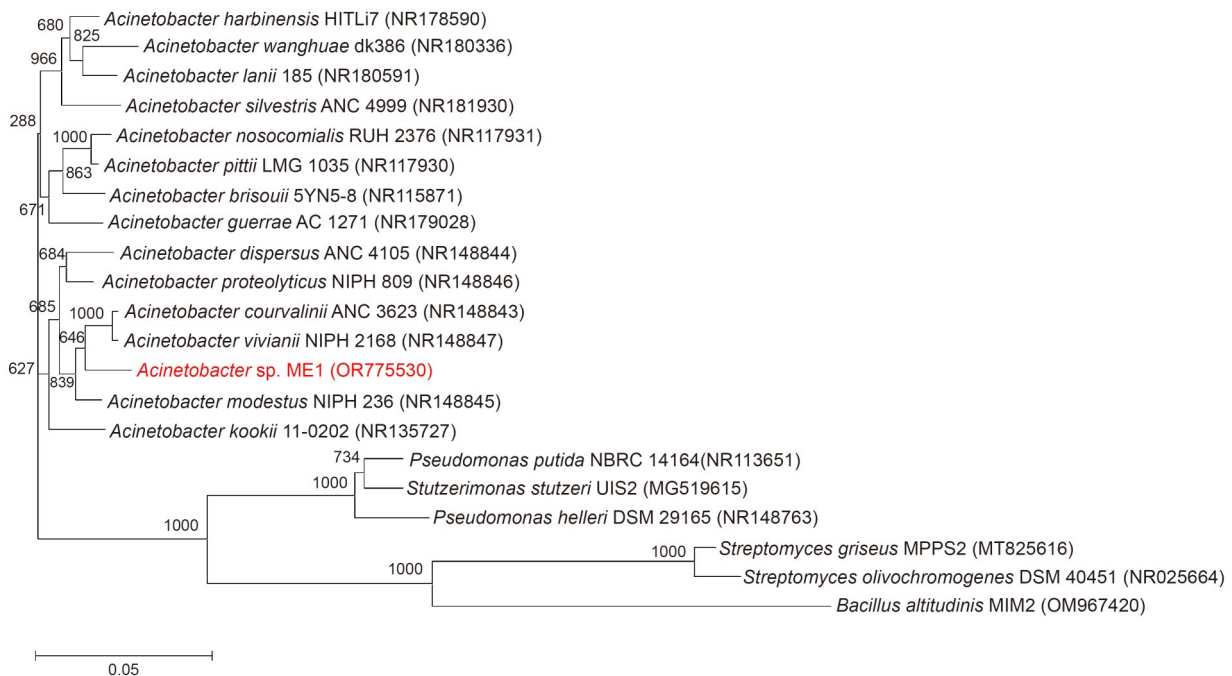 680
Acinetobacter harbinensis HITLi7 (NR178590)
825
Acinetobacter wanghuae dk386 (NR180336)
966
Acinetobacter lanii 185 (NR180591)
Acinetobacter silvestris ANC 4999 (NR181930)
288
1000
Acinetobacter nosocomialis RUH 2376 (NR117931)
863
Acinetobacter pittii LMG 1035 (NR117930)
Acinetobacter brisouii 5YN5-8 (NR115871)
671
Acinetobacter guerrae AC 1271 (NR179028)
684
Acinetobacter dispersus ANC 4105 (NR148844)
Acinetobacter proteolyticus NIPH 809 (NR148846)
685
1000
Acinetobacter courvalinii ANC 3623 (NR148843)
646
Acinetobacter vivianii NIPH 2168 (NR148847)
627
Acinetobacter sp. ME1 (OR775530)
839
Acinetobacter modestus NIPH 236 (NR148845)
Acinetobacter kookii 11-0202 (NR135727)
734
Pseudomonas putida NBRC 14164(NR113651)
1000
Stutzerimonas stutzeri UIS2 (MG519615)
Pseudomonas helleri DSM 29165 (NR148763)
1000
1000
Streptomyces griseus MPPS2 (MT825616)
1000
Streptomyces olivochromogenes DSM 40451 (NR025664)
Bacillus altitudinis MIM2 (OM967420)
0.05